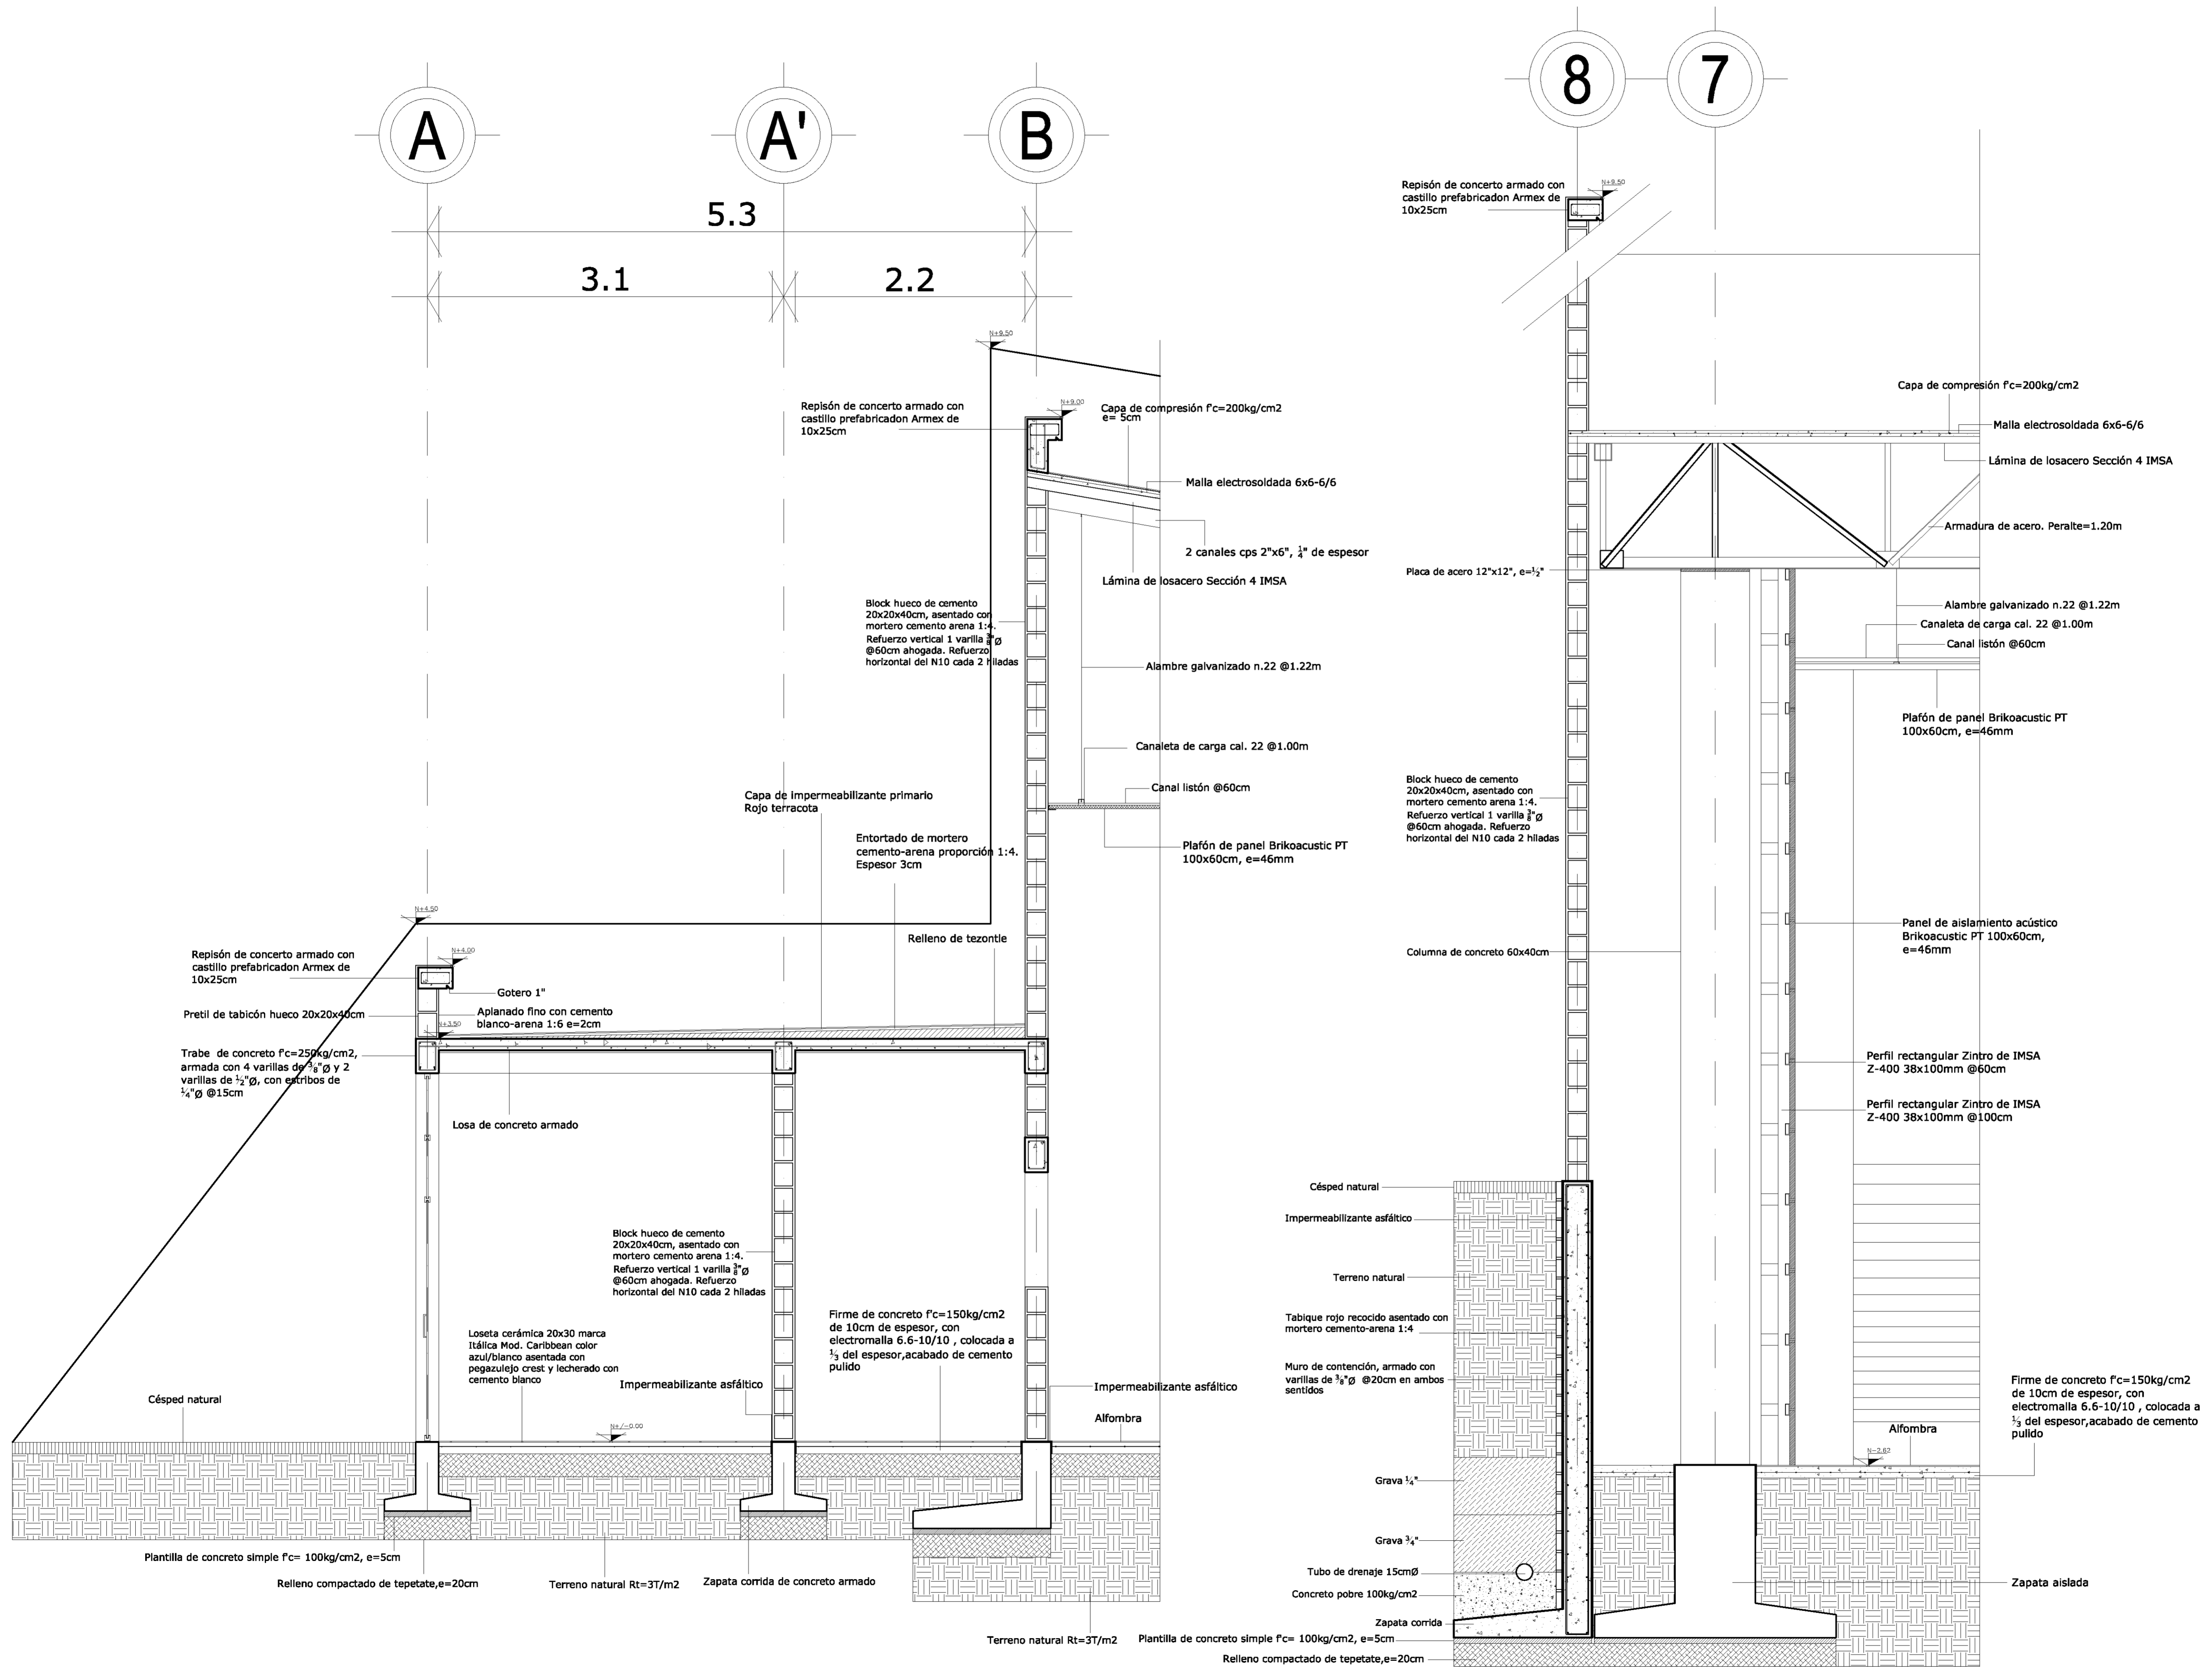 A
A'
B
8
7
5.3
3.1
2.2
N+9.50
Repisón de concerto armado con
castillo prefabricadon Armex de
10x25cm
N+9.00
Capa de compresión f'c=200kg/cm2
e= 5cm
Malla electrosoldada 6x6-6/6
2 canales cps 2"x6", 1/4" de espesor
Lámina de losacero Sección 4 IMSA
Block hueco de cemento
20x20x40cm, asentado con
mortero cemento arena 1:4.
Refuerzo vertical 1 varilla 3/8"Ø
@60cm ahogada. Refuerzo
horizontal del N10 cada 2 hiladas
Alambre galvanizado n.22 @1.22m
Canaleta de carga cal. 22 @1.00m
Canal listón @60cm
Plafón de panel Brikoacustic PT
100x60cm, e=46mm
Capa de impermeabilizante primario
Rojo terracota
Entortado de mortero
cemento-arena proporción 1:4.
Espesor 3cm
Relleno de tezontle
N+4.50
N+4.00
Repisón de concerto armado con
castillo prefabricadon Armex de
10x25cm
Gotero 1"
Pretil de tabicón hueco 20x20x40cm
Aplanado fino con cemento
blanco-arena 1:6 e=2cm
N+3.50
Trabe  de concreto f'c=250kg/cm2,
armada con 4 varillas de 3/8"Ø y 2
varillas de 1/2"Ø, con estribos de
1/4"Ø @15cm
Losa de concreto armado
Block hueco de cemento
20x20x40cm, asentado con
mortero cemento arena 1:4.
Refuerzo vertical 1 varilla 3/8"Ø
@60cm ahogada. Refuerzo
horizontal del N10 cada 2 hiladas
Firme de concreto f'c=150kg/cm2
de 10cm de espesor, con
electromalla 6.6-10/10 , colocada a
1/3 del espesor,acabado de cemento
pulido
Loseta cerámica 20x30 marca
Itálica Mod. Caribbean color
azul/blanco asentada con
pegazulejo crest y lecherado con
cemento blanco
Impermeabilizante asfáltico
Impermeabilizante asfáltico
Césped natural
N+/-0.00
Alfombra
Plantilla de concreto simple f'c= 100kg/cm2, e=5cm
Relleno compactado de tepetate,e=20cm
Terreno natural Rt=3T/m2
Zapata corrida de concreto armado
Terreno natural Rt=3T/m2
Repisón de concerto armado con
castillo prefabricadon Armex de
10x25cm
N+9.50
Capa de compresión f'c=200kg/cm2
Malla electrosoldada 6x6-6/6
Lámina de losacero Sección 4 IMSA
Armadura de acero. Peralte=1.20m
Placa de acero 12"x12", e=1/2"
Alambre galvanizado n.22 @1.22m
Canaleta de carga cal. 22 @1.00m
Canal listón @60cm
Plafón de panel Brikoacustic PT
100x60cm, e=46mm
Block hueco de cemento
20x20x40cm, asentado con
mortero cemento arena 1:4.
Refuerzo vertical 1 varilla 3/8"Ø
@60cm ahogada. Refuerzo
horizontal del N10 cada 2 hiladas
Columna de concreto 60x40cm
Panel de aislamiento acústico
Brikoacustic PT 100x60cm,
e=46mm
Perfil rectangular Zintro de IMSA
Z-400 38x100mm @60cm
Perfil rectangular Zintro de IMSA
Z-400 38x100mm @100cm
Césped natural
Impermeabilizante asfáltico
Terreno natural
Tabique rojo recocido asentado con
mortero cemento-arena 1:4
Muro de contención, armado con
varillas de 3/8"Ø  @20cm en ambos
sentidos
Firme de concreto f'c=150kg/cm2
de 10cm de espesor, con
electromalla 6.6-10/10 , colocada a
1/3 del espesor,acabado de cemento
pulido
Alfombra
N-2.62
Grava 1/4"
Grava 3/4"
Tubo de drenaje 15cmØ
Concreto pobre 100kg/cm2
Zapata aislada
Zapata corrida
Plantilla de concreto simple f'c= 100kg/cm2, e=5cm
Relleno compactado de tepetate,e=20cm